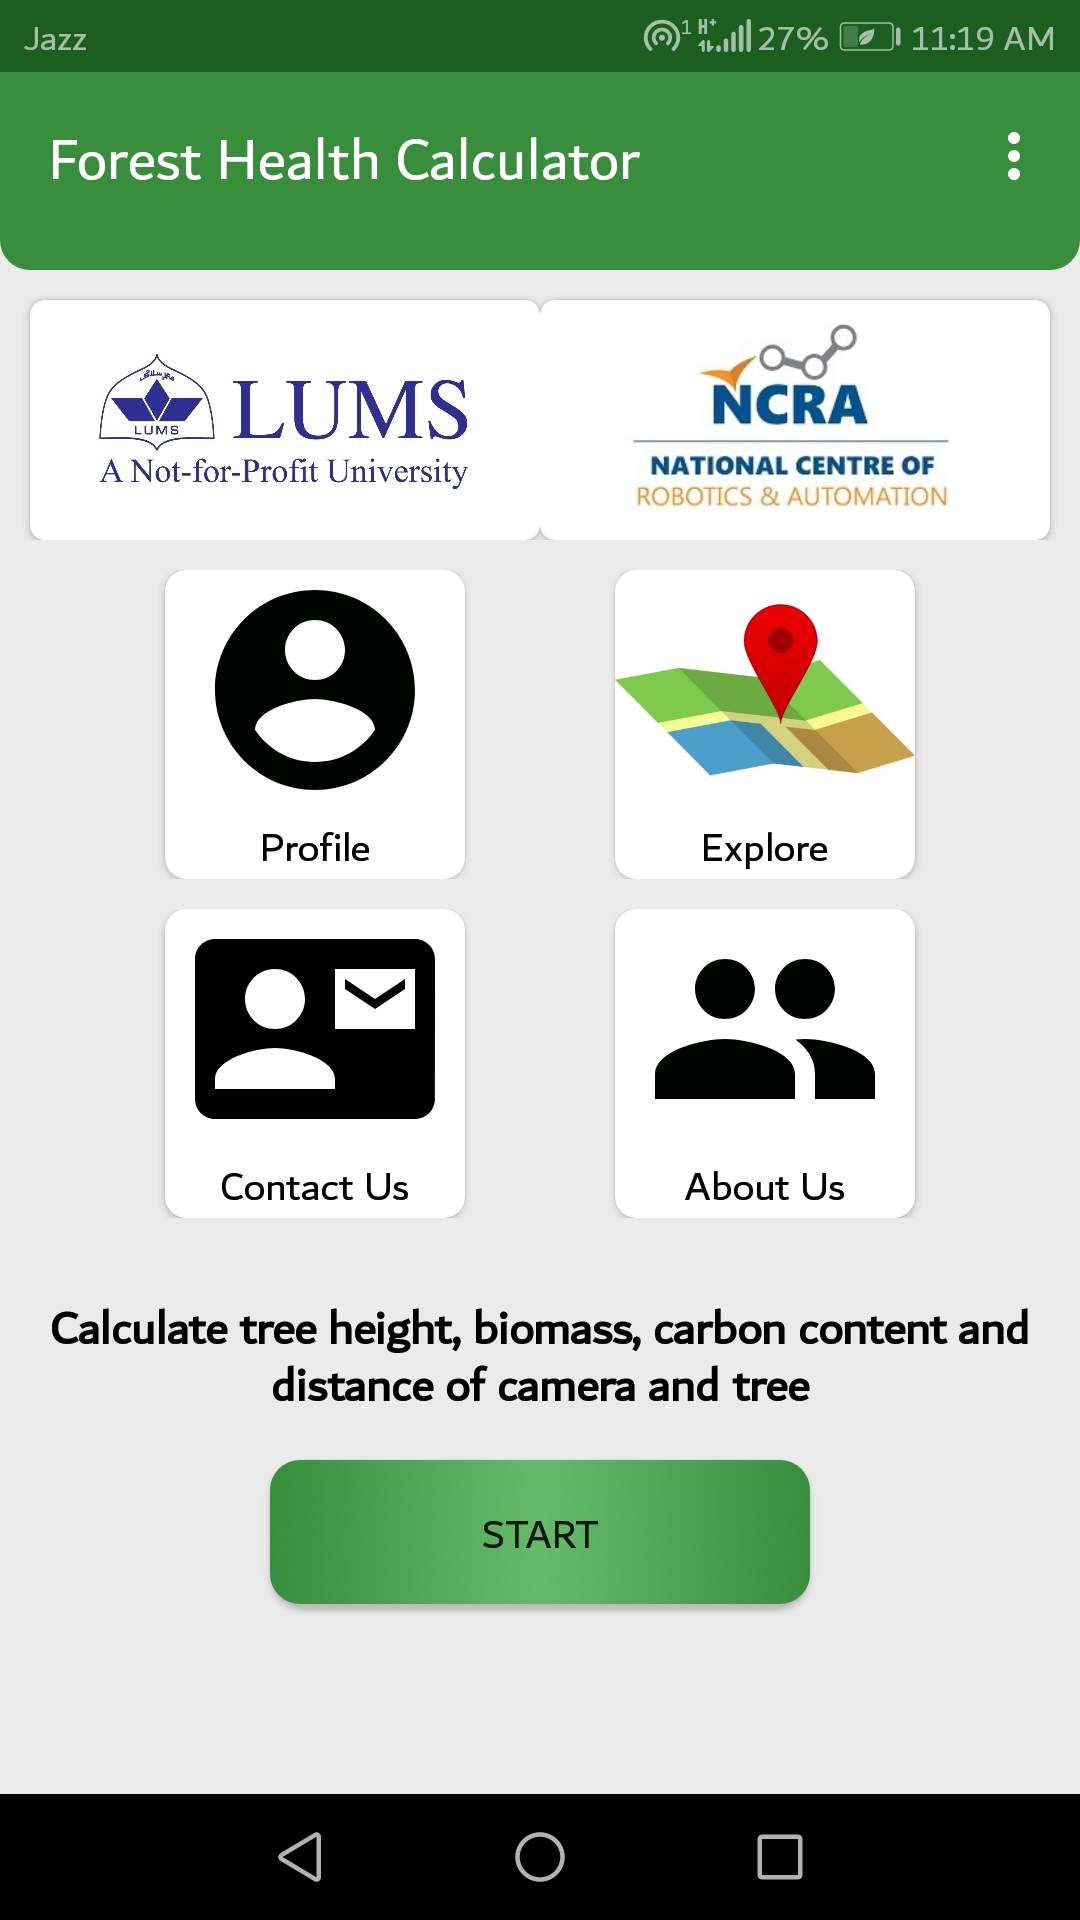 Jazz
1 H+ 27% 11:19 AM
Forest Health Calculator
LUMS
LUMS
A Not-for-Profit University
NCRA
NATIONAL CENTRE OF
ROBOTICS & AUTOMATION
Profile
Explore
Contact Us
About Us
Calculate tree height, biomass, carbon content and
distance of camera and tree
START